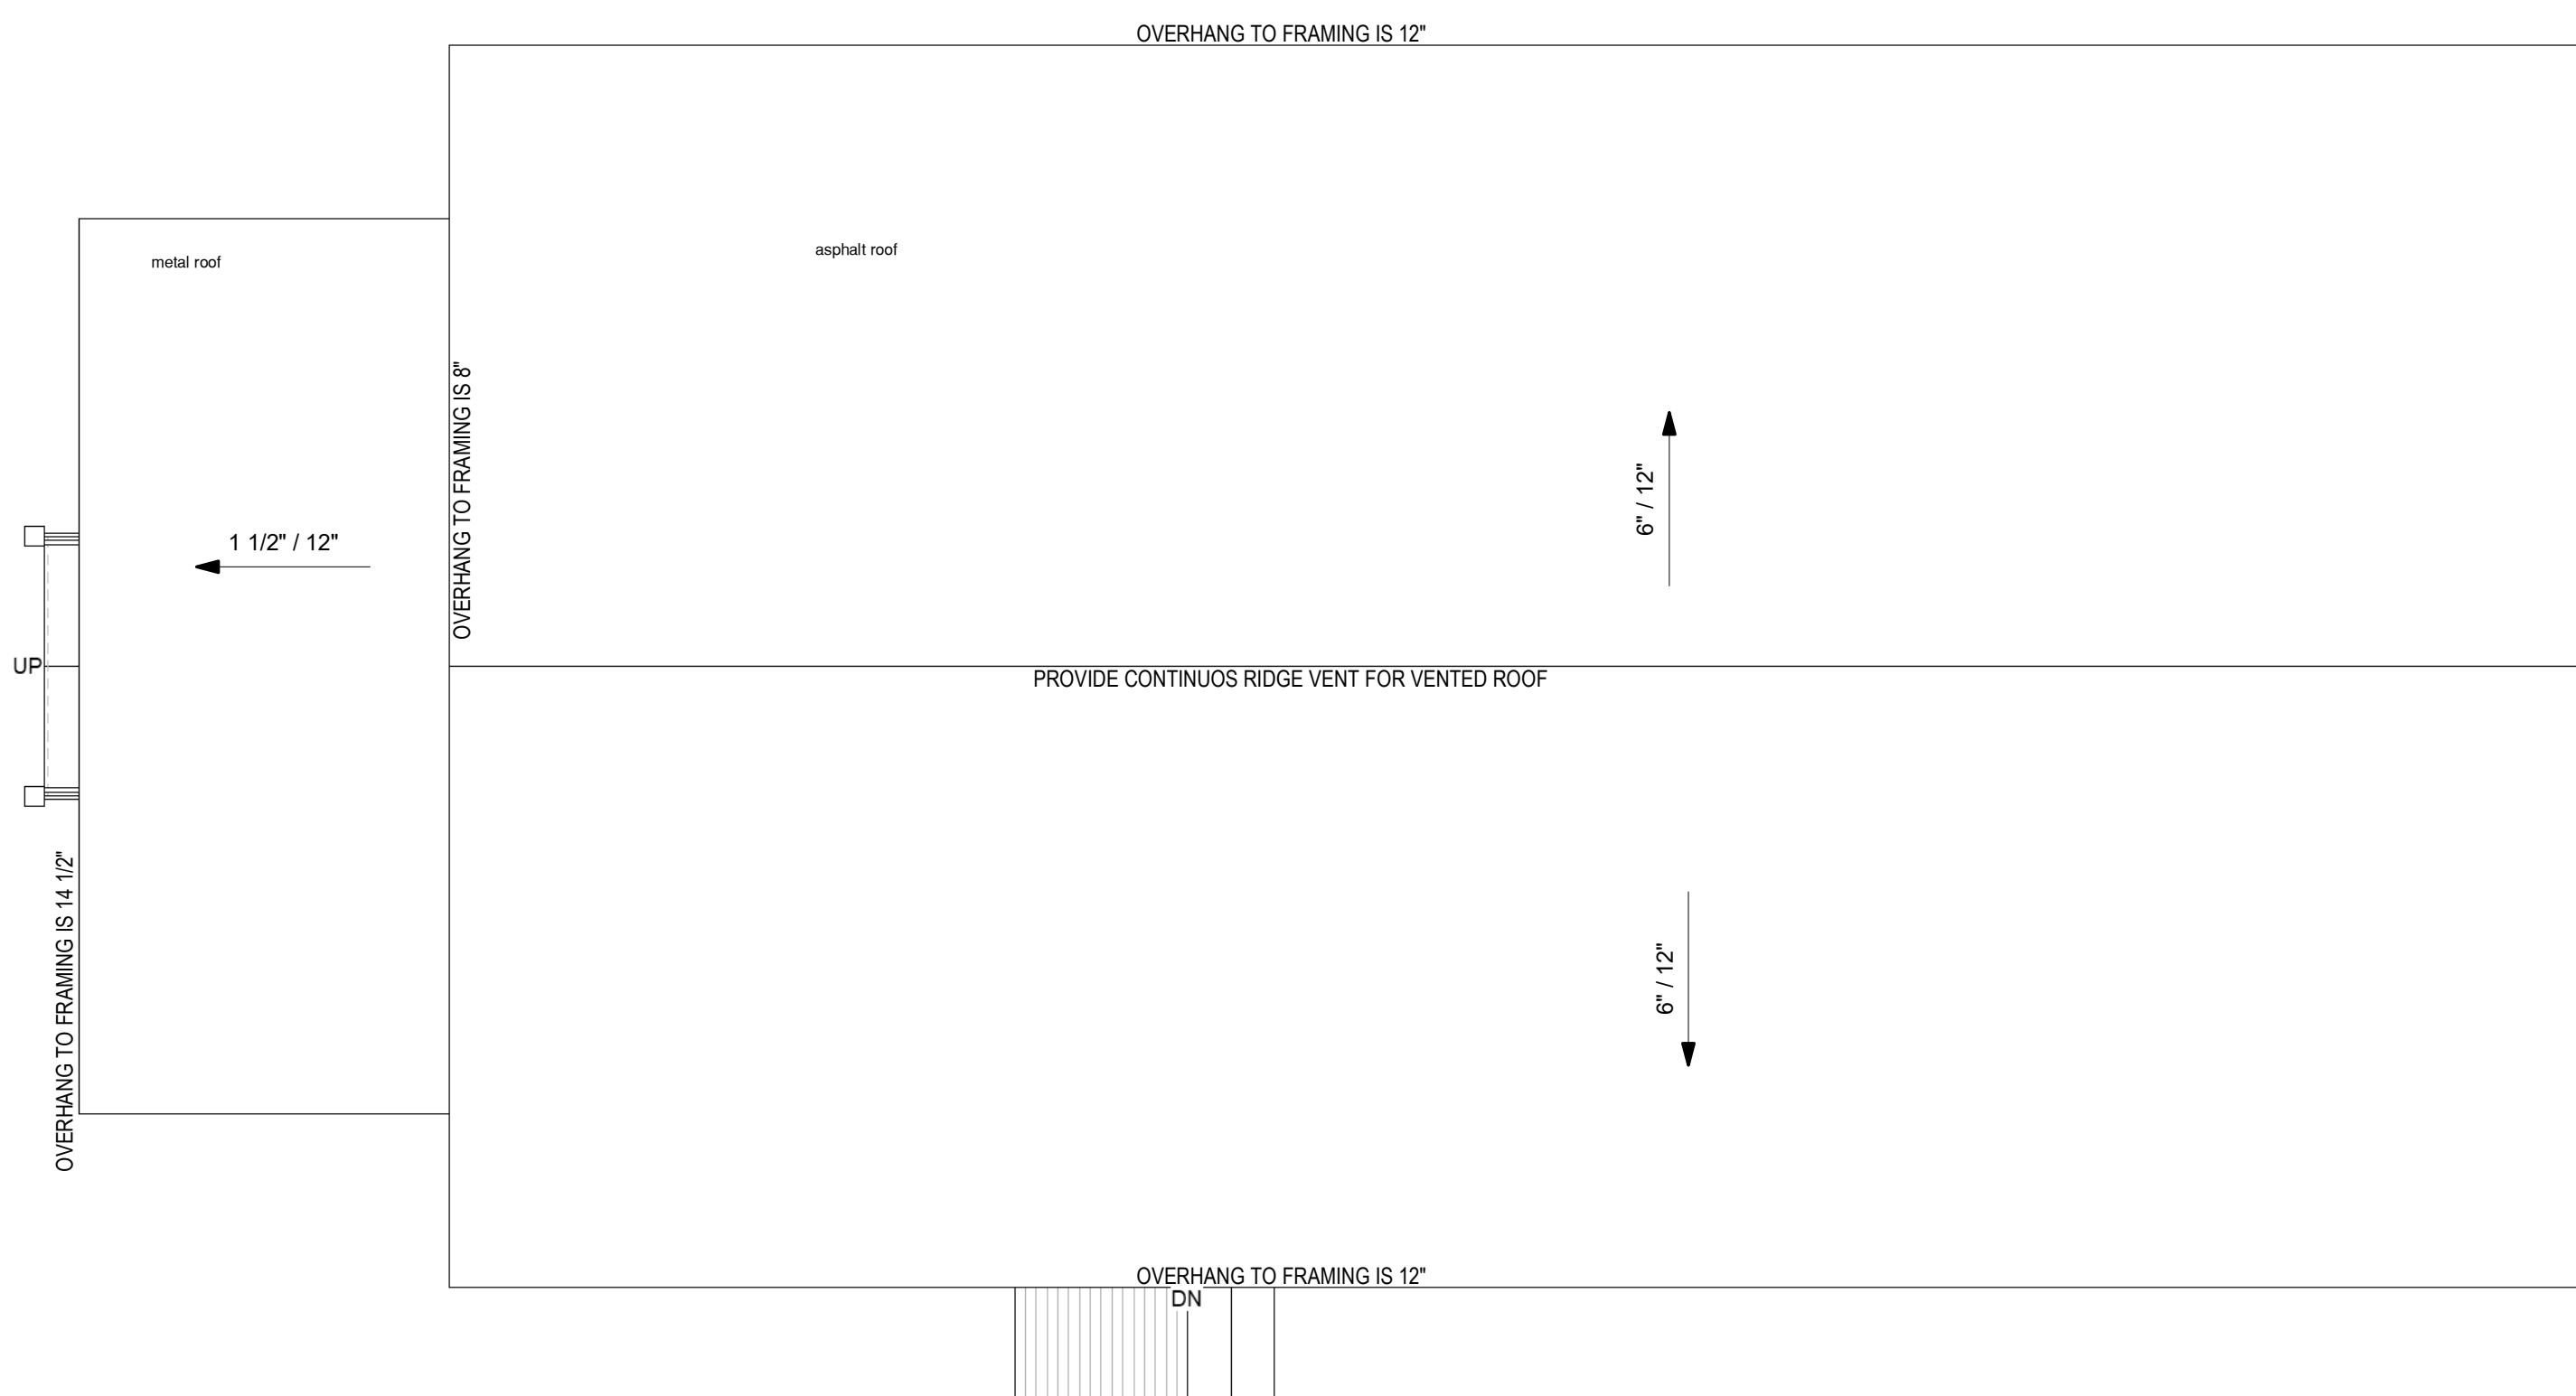 OVERHANG TO FRAMING IS 12"
metal roof
asphalt roof
OVERHANG TO FRAMING IS 8"
6" / 12"
1 1/2" / 12"
UP
PROVIDE CONTINUOS RIDGE VENT FOR VENTED ROOF
OVERHANG TO FRAMING IS 14 1/2"
6" / 12"
OVERHANG TO FRAMING IS 12"
DN